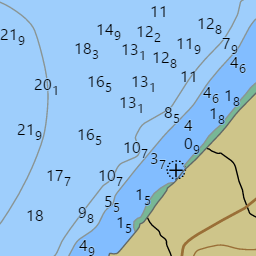 11
21₉ 14₉ 12₂ 12₈
18₃ 13₁ 11₉ 7₉
12₈ 4₆
20₁ 16₅ 13₁ 11
13₁ 4₆ 1₈
8₅ 1₈
21₉ 16₅ 4
10₇ 0₉
3₇
17₇ 10₇
5₅ 1₅
18 9₈ 1₅
4₉